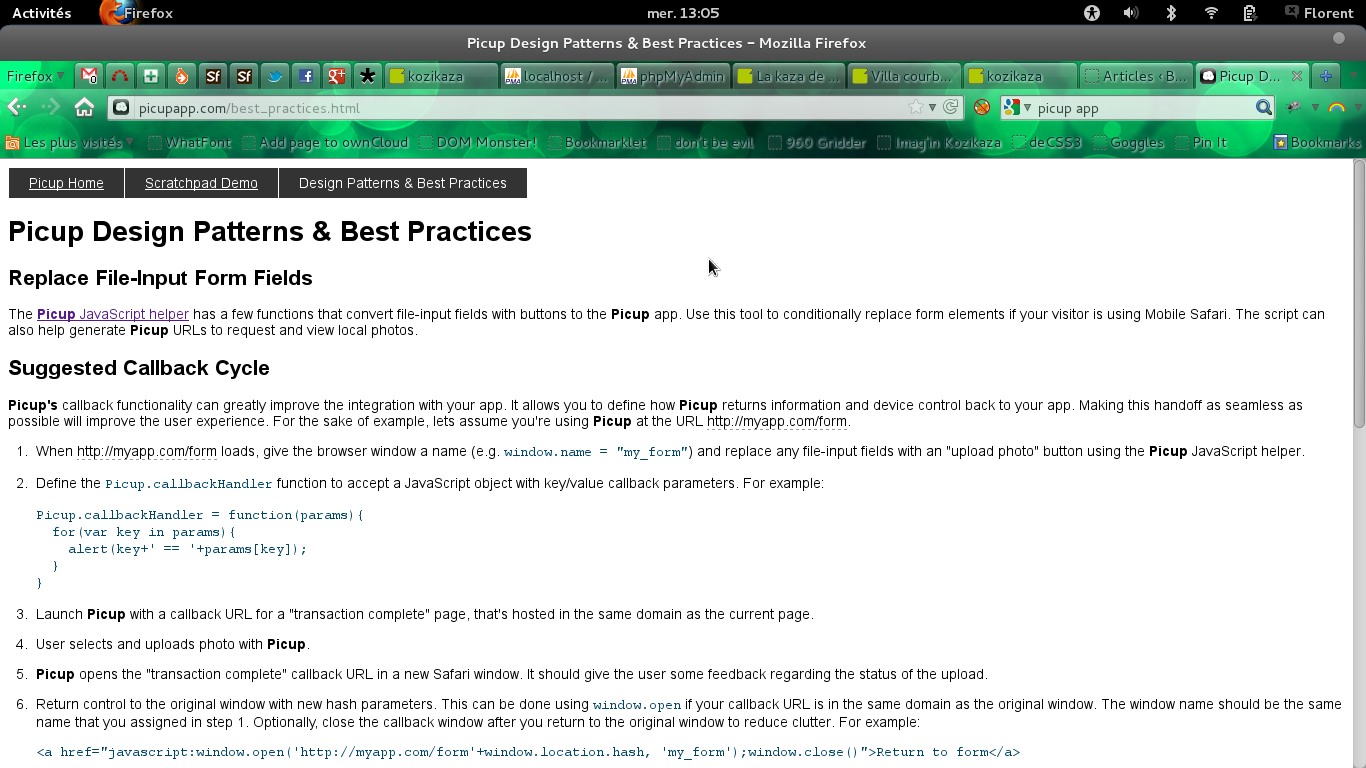 Activités Firefox mer. 13:05 Florent
Picup Design Patterns & Best Practices - Mozilla Firefox
Firefox kozikaza localhost / ... phpMyAdmin La kaza de ... Villa courb... kozikaza Articles ‹ B... Picup D...
picupapp.com/best_practices.html picup app
Les plus visités WhatFont Add page to ownCloud DOM Monster! Bookmarklet don't be evil 960 Gridder Imag'in Kozikaza deCSS3 Goggles Pin It Bookmarks
Picup Home Scratchpad Demo Design Patterns & Best Practices
Picup Design Patterns & Best Practices
Replace File-Input Form Fields
The Picup JavaScript helper has a few functions that convert file-input fields with buttons to the Picup app. Use this tool to conditionally replace form elements if your visitor is using Mobile Safari. The script can
also help generate Picup URLs to request and view local photos.
Suggested Callback Cycle
Picup's callback functionality can greatly improve the integration with your app. It allows you to define how Picup returns information and device control back to your app. Making this handoff as seamless as
possible will improve the user experience. For the sake of example, lets assume you're using Picup at the URL http://myapp.com/form.
1. When http://myapp.com/form loads, give the browser window a name (e.g. window.name = "my_form") and replace any file-input fields with an "upload photo" button using the Picup JavaScript helper.
2. Define the Picup.callbackHandler function to accept a JavaScript object with key/value callback parameters. For example:
Picup.callbackHandler = function(params){
for(var key in params){
alert(key+' == '+params[key]);
}
}
3. Launch Picup with a callback URL for a "transaction complete" page, that's hosted in the same domain as the current page.
4. User selects and uploads photo with Picup.
5. Picup opens the "transaction complete" callback URL in a new Safari window. It should give the user some feedback regarding the status of the upload.
6. Return control to the original window with new hash parameters. This can be done using window.open if your callback URL is in the same domain as the original window. The window name should be the same
name that you assigned in step 1. Optionally, close the callback window after you return to the original window to reduce clutter. For example:
<a href="javascript:window.open('http://myapp.com/form'+window.location.hash, 'my_form');window.close()">Return to form</a>